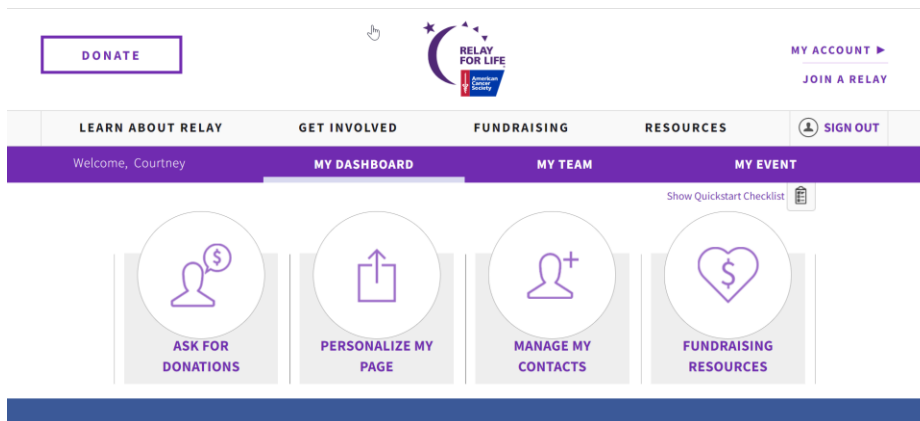 DONATE
RELAY
FOR LIFE
American
Cancer
Society
MY ACCOUNT ►
JOIN A RELAY
LEARN ABOUT RELAY
GET INVOLVED
FUNDRAISING
RESOURCES
SIGN OUT
Welcome, Courtney
MY DASHBOARD
MY TEAM
MY EVENT
Show Quickstart Checklist
$
$
ASK FOR
DONATIONS
PERSONALIZE MY
PAGE
MANAGE MY
CONTACTS
FUNDRAISING
RESOURCES